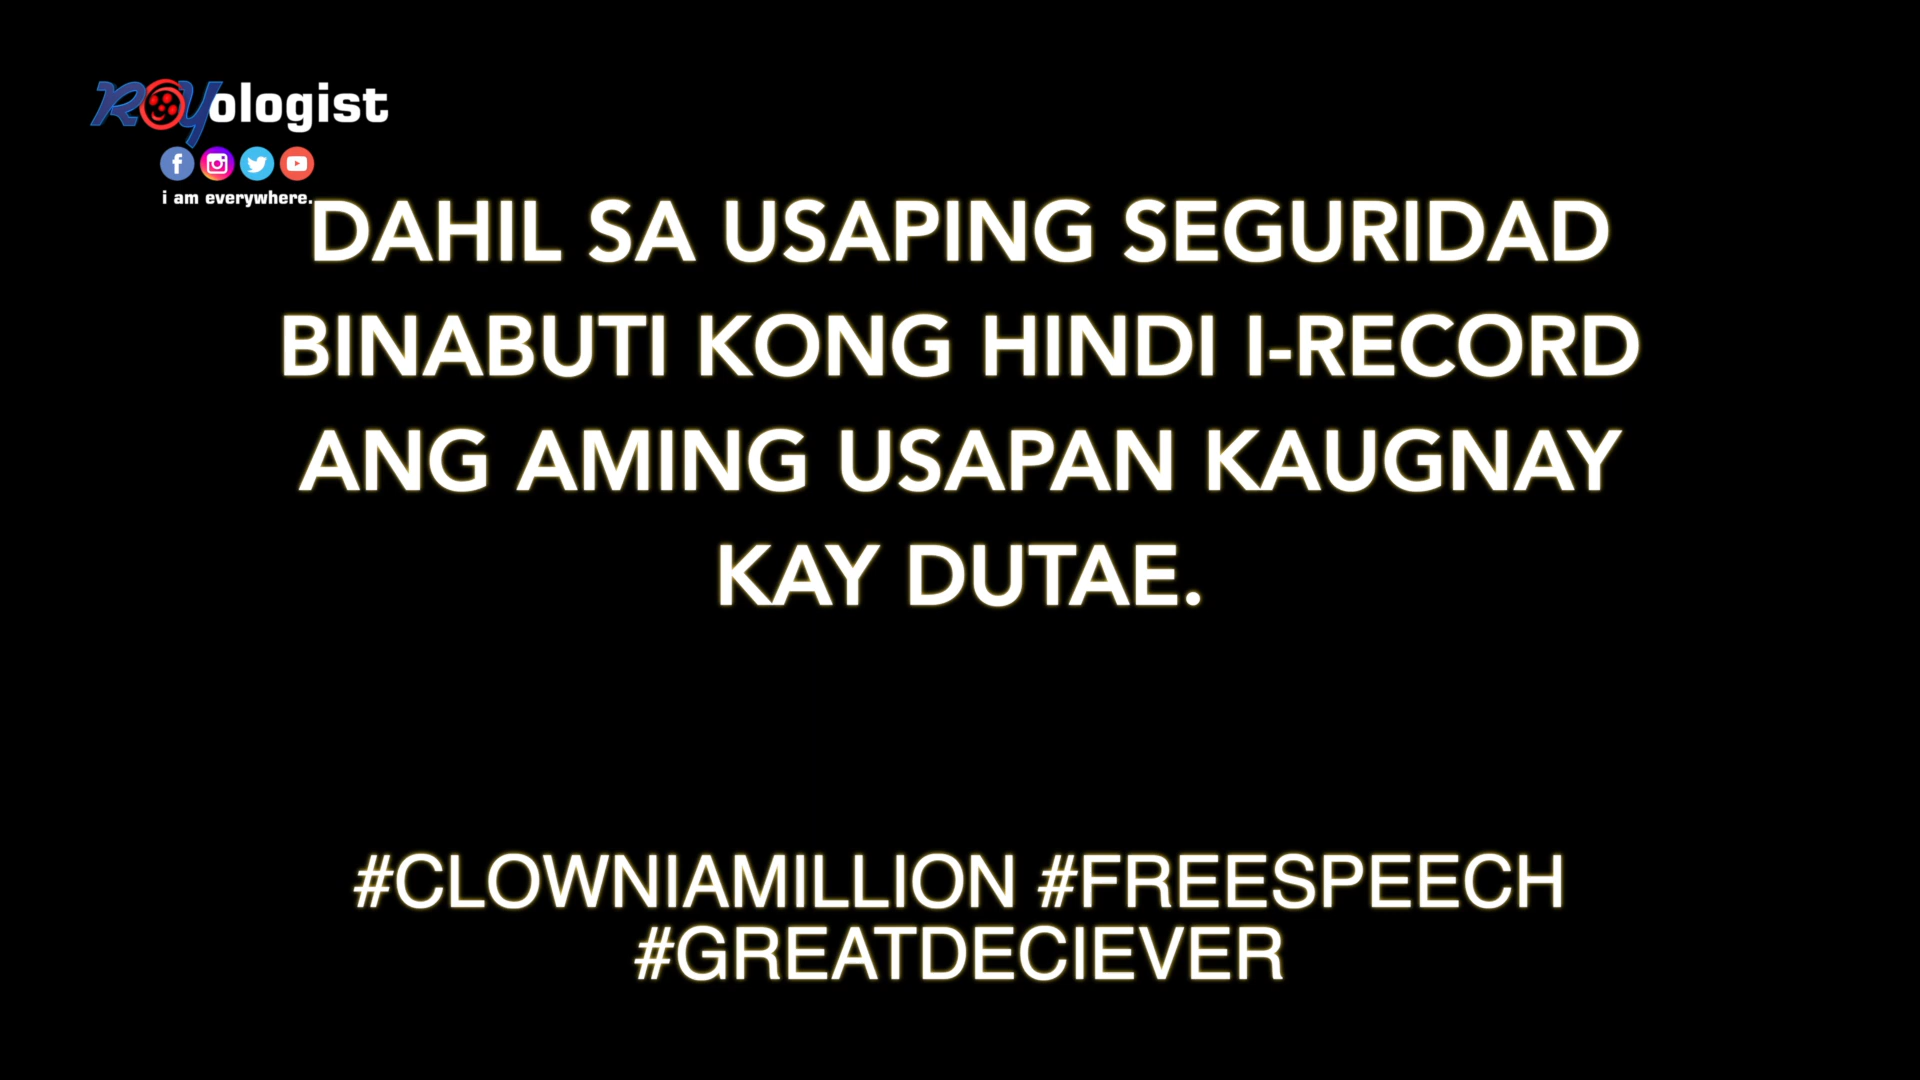 ROYologist
i am everywhere.
DAHIL SA USAPING SEGURIDAD
BINABUTI KONG HINDI I-RECORD
ANG AMING USAPAN KAUGNAY
KAY DUTAE.
#CLOWNIAMILLION #FREESPEECH
#GREATDECIEVER